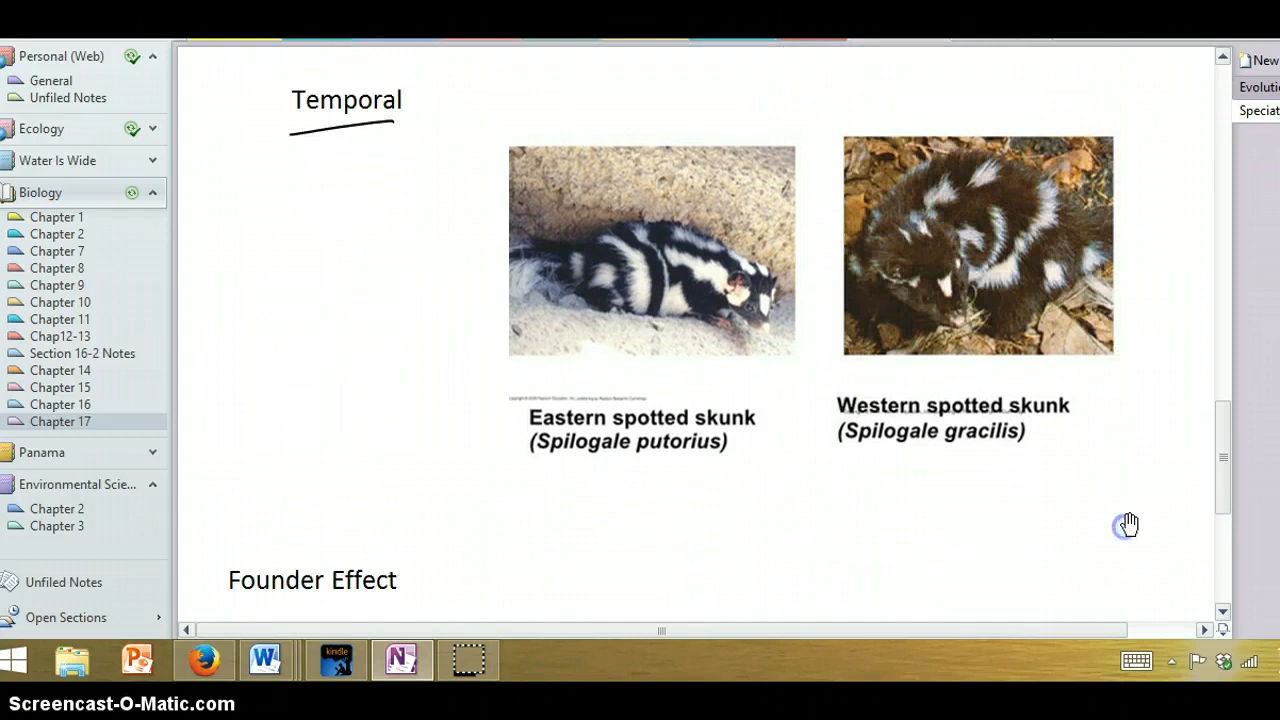 Personal (Web)
General
Unfiled Notes
Ecology
Water Is Wide
Biology
Chapter 1
Chapter 2
Chapter 7
Chapter 8
Chapter 9
Chapter 10
Chapter 11
Chap12-13
Section 16-2 Notes
Chapter 14
Chapter 15
Chapter 16
Chapter 17
Panama
Environmental Scie...
Chapter 2
Chapter 3
Unfiled Notes
Open Sections
Temporal
Eastern spotted skunk
(Spilogale putorius)
Western spotted skunk
(Spilogale gracilis)
Founder Effect
New
Evoluti
Speciat
kindle
Screencast-O-Matic.com